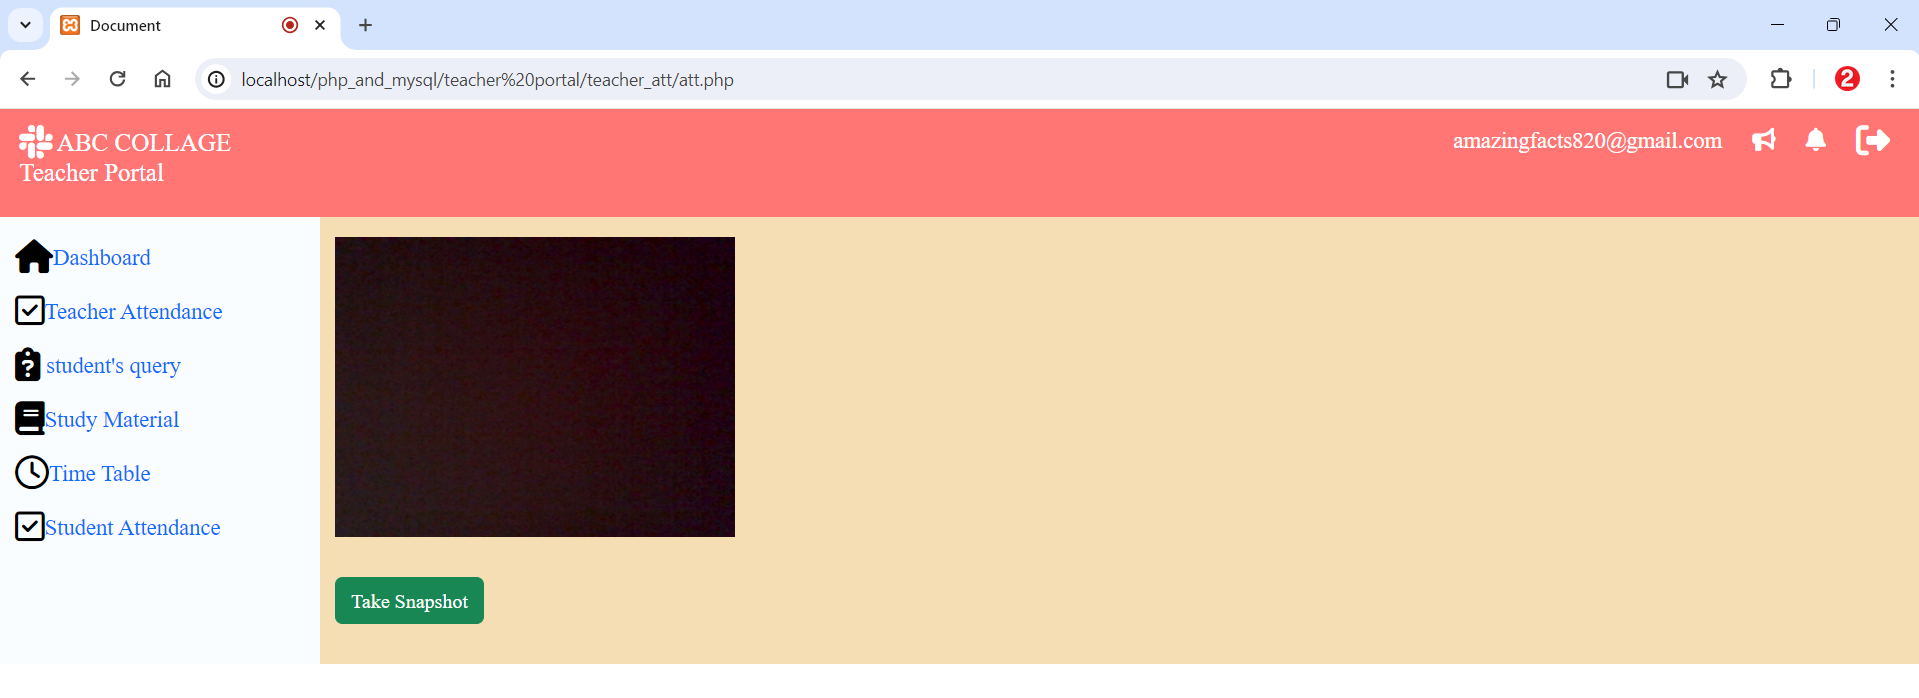 Document
localhost/php_and_mysql/teacher%20portal/teacher_att/att.php
2
ABC COLLAGE
Teacher Portal
amazingfacts820@gmail.com
Dashboard
Teacher Attendance
student's query
Study Material
Time Table
Student Attendance
Take Snapshot